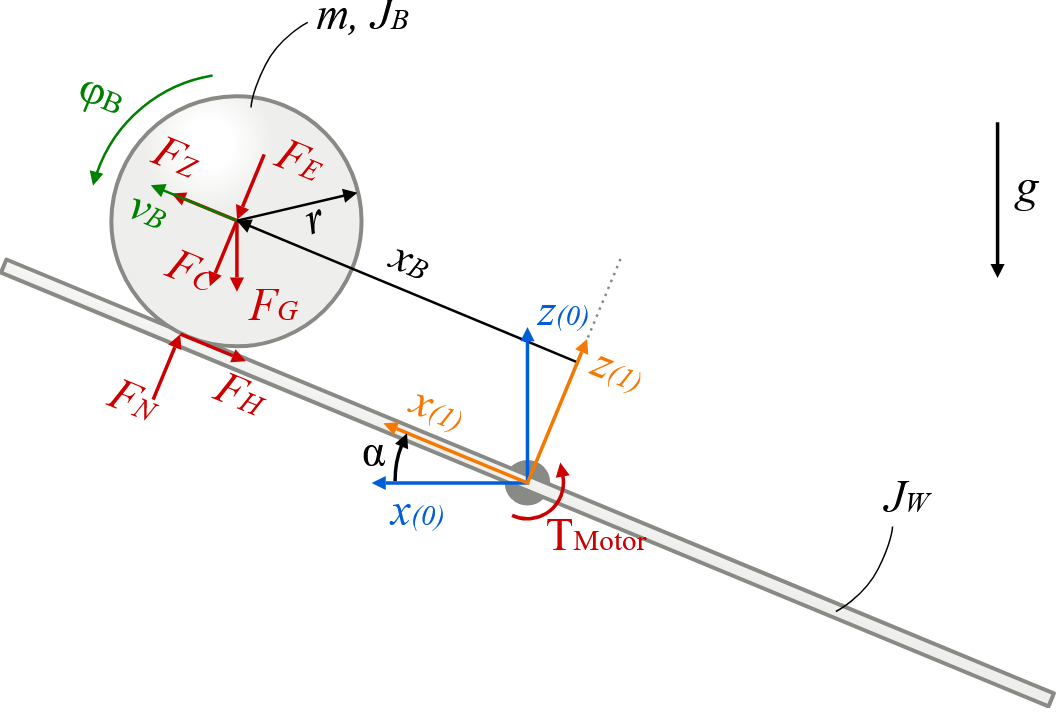 m, J_B
φ_B
F_Z
F_E
v_B
r
g
F_C
x_B
F_G
z(0)
z(1)
F_N
F_H
x(1)
α
x(0)
T_Motor
J_W